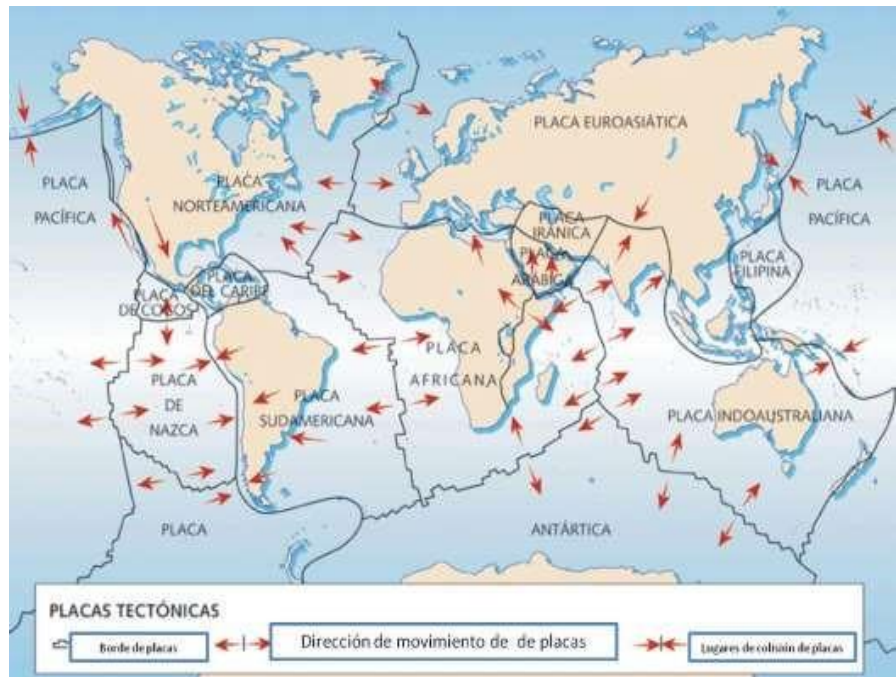 PLACA EUROASIÁTICA
PLACA
PACÍFICA
PLACA
NORTEAMERICANA
PLACA
IRÁNICA
PLACA
ARÁBIGA
PLACA
PACÍFICA
PLACA
FILIPINA
PLACA
DEL CARIBE
PLACA
DE COCOS
PLACA
AFRICANA
PLACA
DE
NAZCA
PLACA
SUDAMERICANA
PLACA INDOAUSTRALIANA
PLACA
ANTÁRTICA
PLACAS TECTÓNICAS
Borde de placas
Dirección de movimiento de de placas
Lugares de colisión de placas